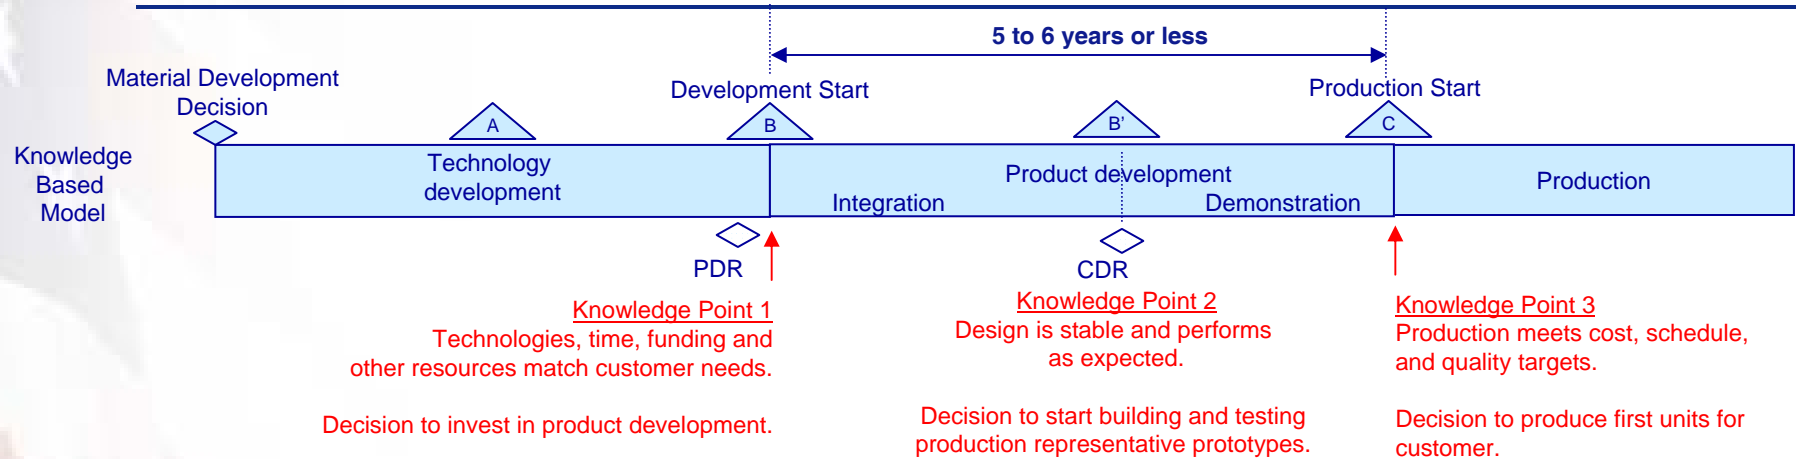 5 to 6 years or less
Material Development
Decision
Development Start
Production Start
A
B
B’
C
Knowledge
Based
Model
Technology
development
Product development
Integration
Demonstration
Production
PDR
CDR
Knowledge Point 1
Technologies, time, funding and
other resources match customer needs.
Decision to invest in product development.
Knowledge Point 2
Design is stable and performs
as expected.
Decision to start building and testing
production representative prototypes.
Knowledge Point 3
Production meets cost, schedule,
and quality targets.
Decision to produce first units for
customer.